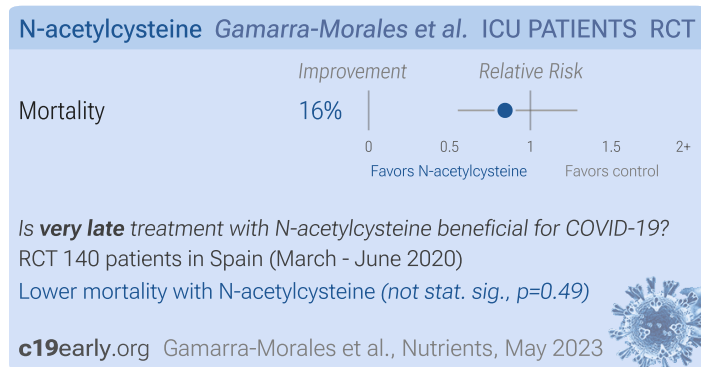 N-acetylcysteine Gamarra-Morales et al. ICU PATIENTS RCT
Improvement Relative Risk
Mortality 16%
0 0.5 1 1.5 2+
Favors N-acetylcysteine Favors control
Is very late treatment with N-acetylcysteine beneficial for COVID-19?
RCT 140 patients in Spain (March - June 2020)
Lower mortality with N-acetylcysteine (not stat. sig., p=0.49)
c19early.org Gamarra-Morales et al., Nutrients, May 2023